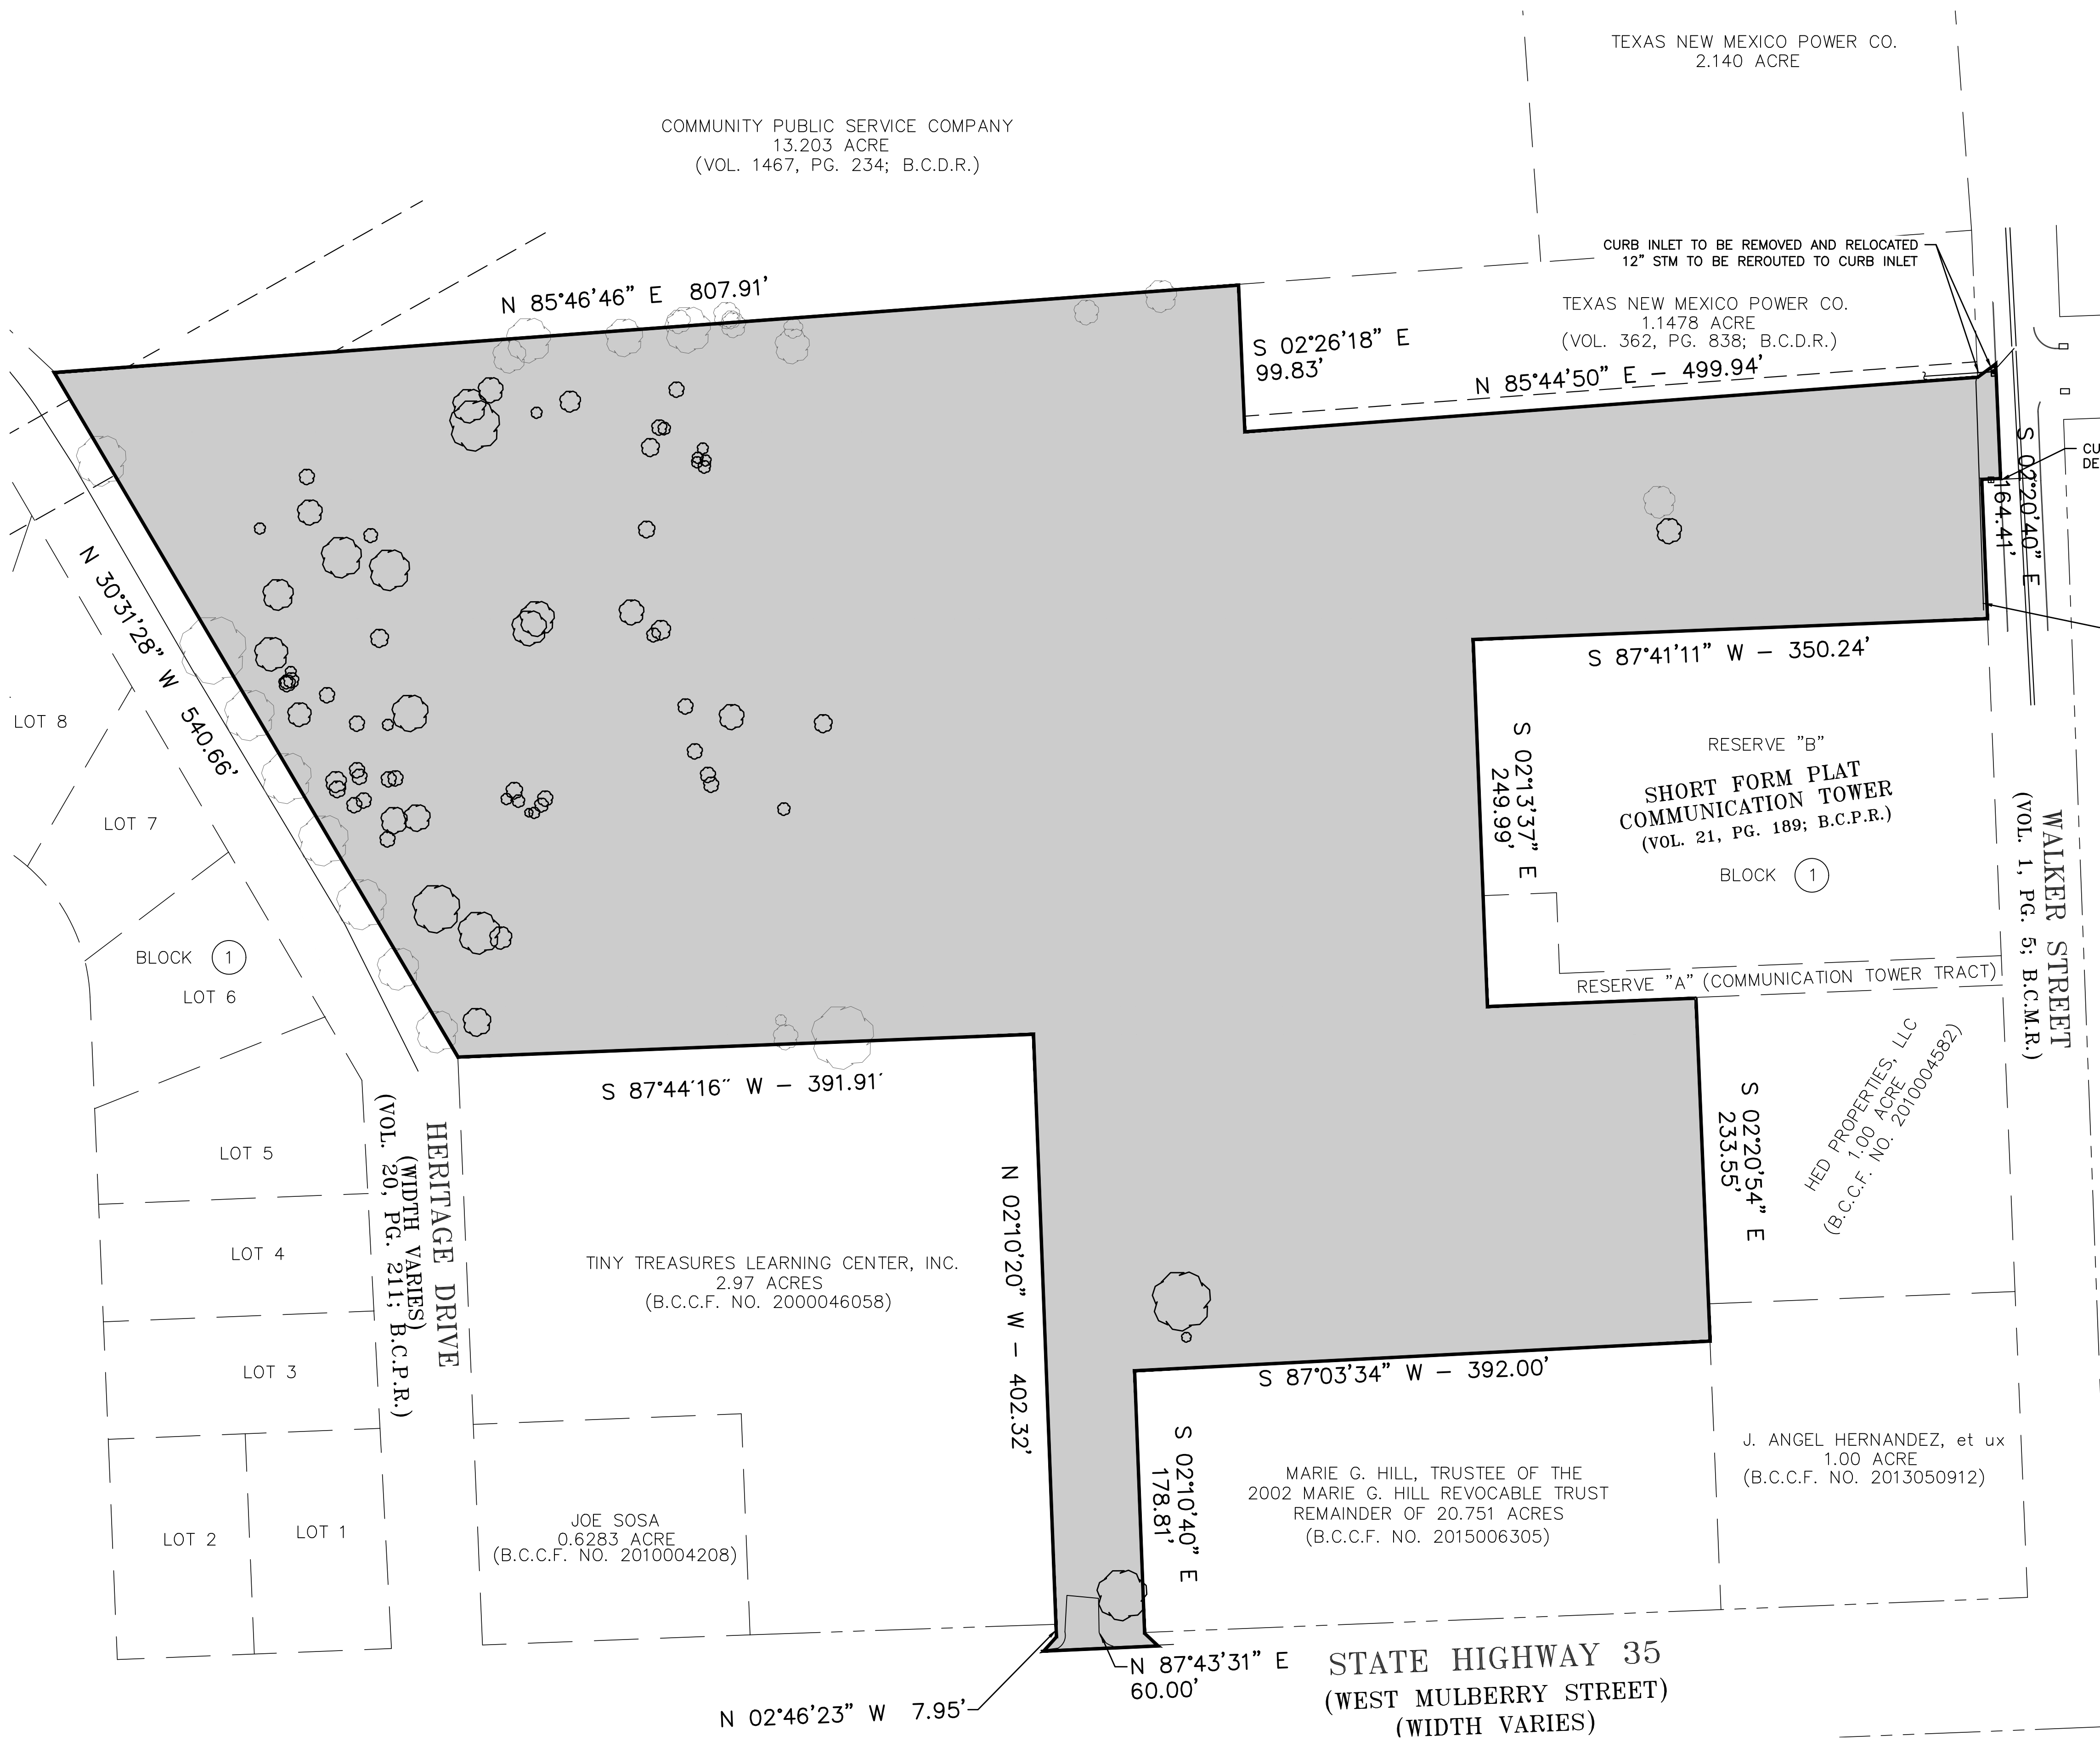 TEXAS NEW MEXICO POWER CO.
2.140 ACRE
COMMUNITY PUBLIC SERVICE COMPANY
13.203 ACRE
(VOL. 1467, PG. 234; B.C.D.R.)
CURB INLET TO BE REMOVED AND RELOCATED
12" STM TO BE REROUTED TO CURB INLET
N 85°46'46" E 807.91'
TEXAS NEW MEXICO POWER CO.
1.1478 ACRE
(VOL. 362, PG. 838; B.C.D.R.)
S 02°26'18" E
99.83'
N 85°44'50" E - 499.94'
CU
DE
S 02°20'40" E
164.41'
N 30°31'28" W 540.66'
S 87°41'11" W - 350.24'
LOT 8
S 02°13'37" E
249.99'
RESERVE "B"
SHORT FORM PLAT
COMMUNICATION TOWER
(VOL. 21, PG. 189; B.C.P.R.)
BLOCK 1
WALKER STREET
(VOL. 1, PG. 5; B.C.M.R.)
LOT 7
BLOCK 1
LOT 6
RESERVE "A" (COMMUNICATION TOWER TRACT)
S 87°44'16" W - 391.91'
HED PROPERTIES, LLC
1.00 ACRE
(B.C.C.F. NO. 2010004582)
S 02°20'54" E
233.55'
HERITAGE DRIVE
(WIDTH VARIES)
(VOL. 20, PG. 211; B.C.P.R.)
LOT 5
LOT 4
LOT 3
N 02°10'20" W - 402.32'
TINY TREASURES LEARNING CENTER, INC.
2.97 ACRES
(B.C.C.F. NO. 2000046058)
S 87°03'34" W - 392.00'
S 02°10'40" E
178.81'
J. ANGEL HERNANDEZ, et ux
1.00 ACRE
(B.C.C.F. NO. 2013050912)
MARIE G. HILL, TRUSTEE OF THE
2002 MARIE G. HILL REVOCABLE TRUST
REMAINDER OF 20.751 ACRES
(B.C.C.F. NO. 2015006305)
LOT 2
LOT 1
JOE SOSA
0.6283 ACRE
(B.C.C.F. NO. 2010004208)
N 87°43'31" E
60.00'
N 02°46'23" W 7.95'
STATE HIGHWAY 35
(WEST MULBERRY STREET)
(WIDTH VARIES)